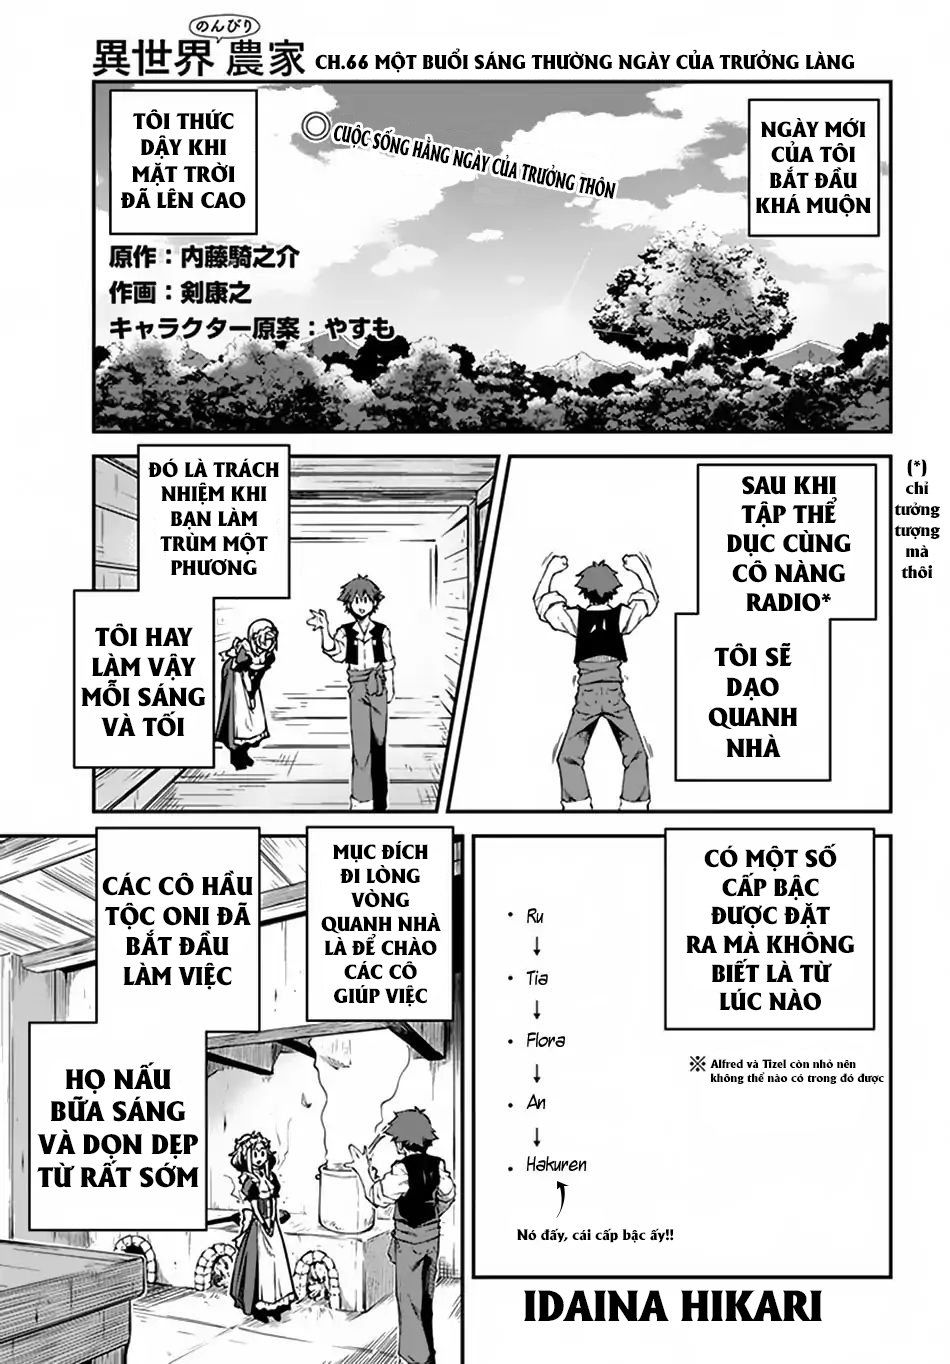 のんびり
異世界 農家 CH.66 MỘT BUỔI SÁNG THƯỜNG NGÀY CỦA TRƯỞNG LÀNG
NGÀY MỚI
CỦA TÔI
BẮT ĐẦU
KHÁ MUỘN
CUỘC SỐNG HẰNG NGÀY CỦA TRƯỞNG THÔN
TÔI THỨC
DẬY KHI
MẶT TRỜI
ĐÃ LÊN CAO
原作：内藤騎之介
作画：剣康之
キャラクター原案：やすも
SAU KHI
TẬP THỂ
DỤC CÙNG
CÔ NÀNG
RADIO*
TÔI SẼ
DẠO
QUANH
NHÀ
(*)
chỉ
tưởng
tượng
mà
thôi
ĐÓ LÀ TRÁCH
NHIỆM KHI
BẠN LÀM
TRÙM MỘT
PHƯƠNG
TÔI HAY
LÀM VẬY
MỖI SÁNG
VÀ TỐI
CÓ MỘT SỐ
CẤP BẬC
ĐƯỢC ĐẶT
RA MÀ KHÔNG
BIẾT LÀ TỪ
LÚC NÀO
※ Alfred và Tizel còn nhỏ nên
không thể nào có trong đó được
• Ru
↓
• Tia
↓
• Flora
↓
• An
↓
• Hakuren
Nó đấy, cái cấp bậc ấy!!
MỤC ĐÍCH
ĐI LÒNG
VÒNG
QUANH NHÀ
LÀ ĐỂ CHÀO
CÁC CÔ
GIÚP VIỆC
CÁC CÔ HẦU
TỘC ONI ĐÃ
BẮT ĐẦU
LÀM VIỆC
HỌ NẤU
BỮA SÁNG
VÀ DỌN DẸP
TỪ RẤT SỚM
IDAINA HIKARI